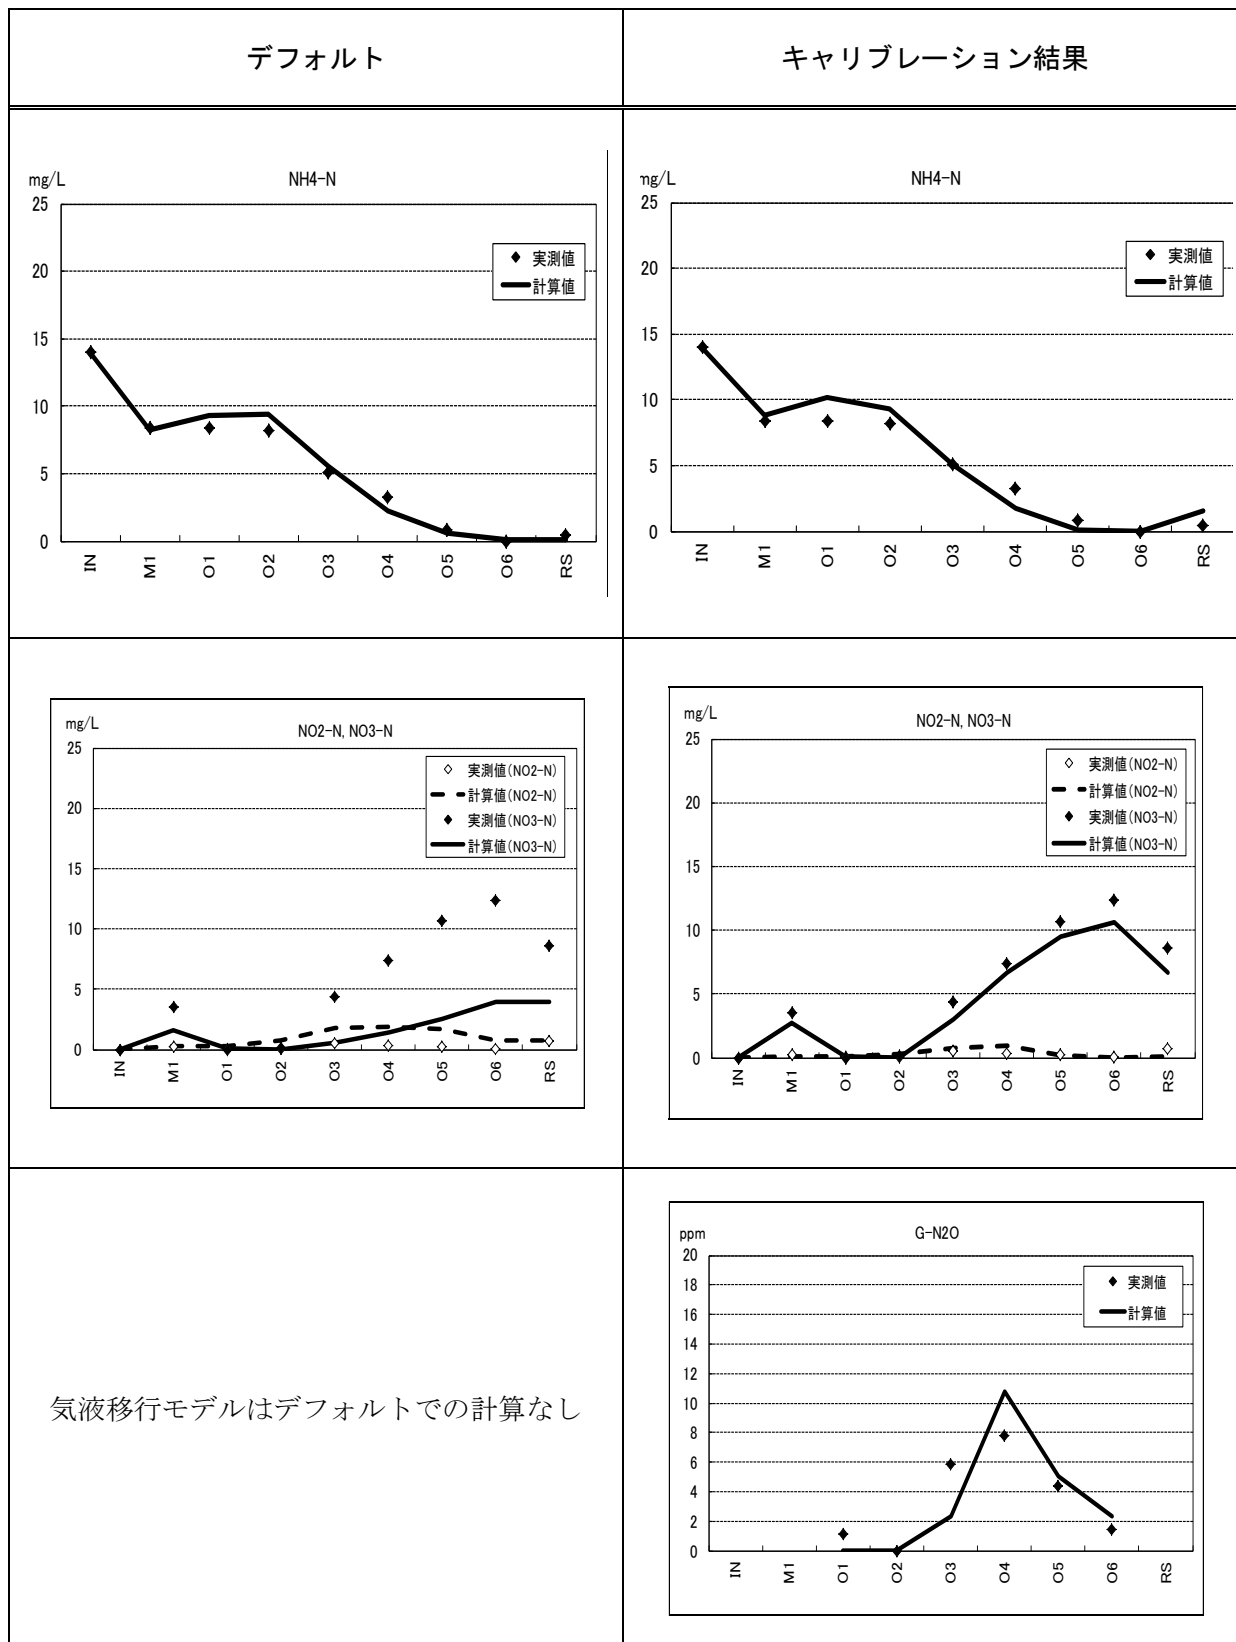 デフォルト
キャリブレーション結果
mg/L
NH4-N
25
20
15
10
5
0
実測値
計算値
IN
M1
O1
O2
O3
O4
O5
O6
RS
mg/L
NH4-N
25
20
15
10
5
0
実測値
計算値
IN
M1
O1
O2
O3
O4
O5
O6
RS
mg/L
NO2-N, NO3-N
25
20
15
10
5
0
実測値(NO2-N)
計算値(NO2-N)
実測値(NO3-N)
計算値(NO3-N)
IN
M1
O1
O2
O3
O4
O5
O6
RS
mg/L
NO2-N, NO3-N
25
20
15
10
5
0
実測値(NO2-N)
計算値(NO2-N)
実測値(NO3-N)
計算値(NO3-N)
IN
M1
O1
O2
O3
O4
O5
O6
RS
気液移行モデルはデフォルトでの計算なし
ppm
G-N2O
20
18
16
14
12
10
8
6
4
2
0
実測値
計算値
IN
M1
O1
O2
O3
O4
O5
O6
RS